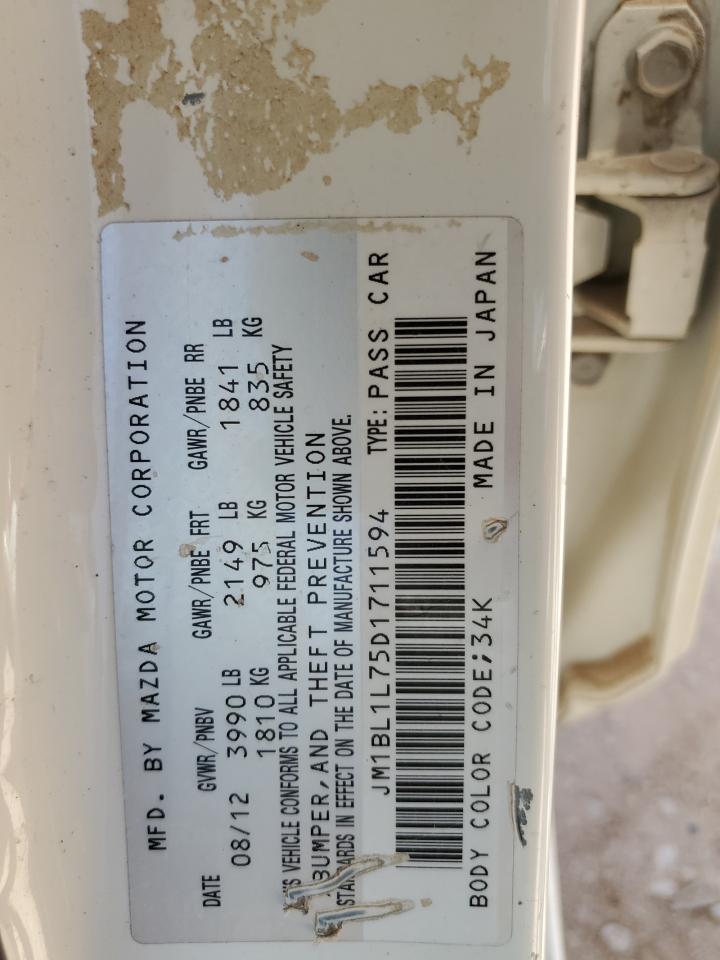 MFD. BY MAZDA MOTOR CORPORATION
DATE GVWR/PNBV GAWR/PNBE FRT GAWR/PNBE RR
08/12 3990 LB 2149 LB 1841 LB
1810 KG 975 KG 835 KG
VEHICLE CONFORMS TO ALL APPLICABLE FEDERAL MOTOR VEHICLE SAFETY
BUMPER, AND THEFT PREVENTION
IN EFFECT ON THE DATE OF MANUFACTURE SHOWN ABOVE.
JM1BL1L75D1711594 TYPE: PASS CAR
BODY COLOR CODE;34K MADE IN JAPAN